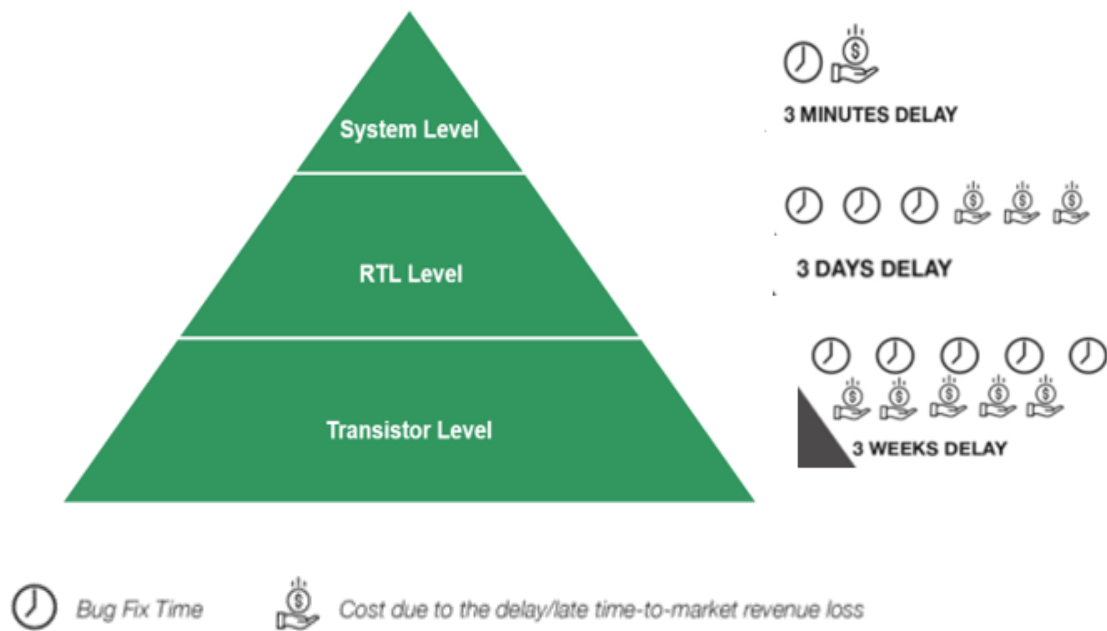 System Level
3 MINUTES DELAY
RTL Level
3 DAYS DELAY
Transistor Level
3 WEEKS DELAY
Bug Fix Time
Cost due to the delay/late time-to-market revenue loss